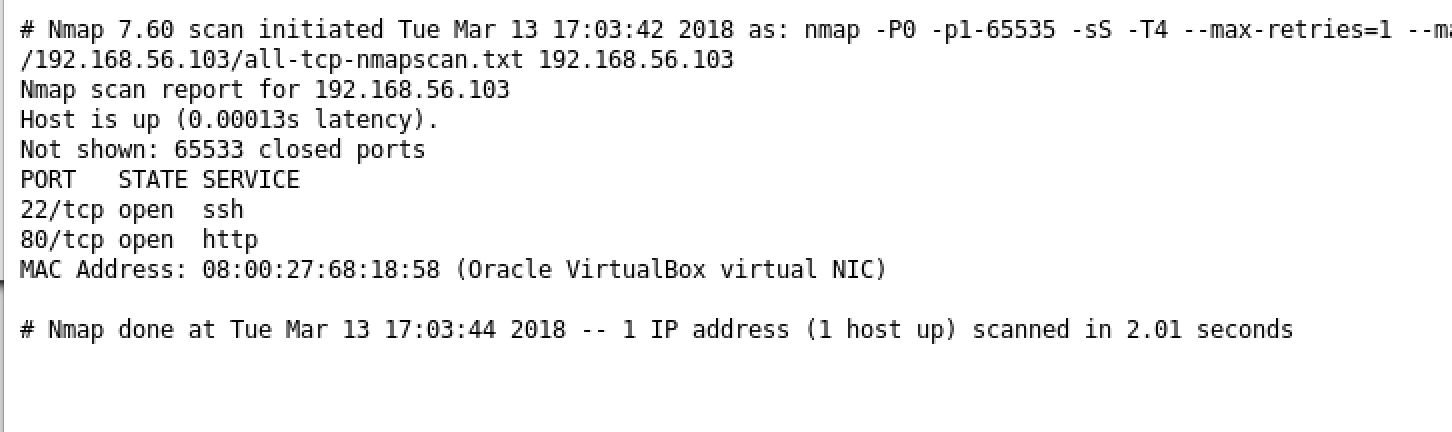 # Nmap 7.60 scan initiated Tue Mar 13 17:03:42 2018 as: nmap -P0 -p1-65535 -sS -T4 --max-retries=1
/192.168.56.103/all-tcp-nmapscan.txt 192.168.56.103
Nmap scan report for 192.168.56.103
Host is up (0.00013s latency).
Not shown: 65533 closed ports
PORT   STATE SERVICE
22/tcp open  ssh
80/tcp open  http
MAC Address: 08:00:27:68:18:58 (Oracle VirtualBox virtual NIC)
# Nmap done at Tue Mar 13 17:03:44 2018 -- 1 IP address (1 host up) scanned in 2.01 seconds